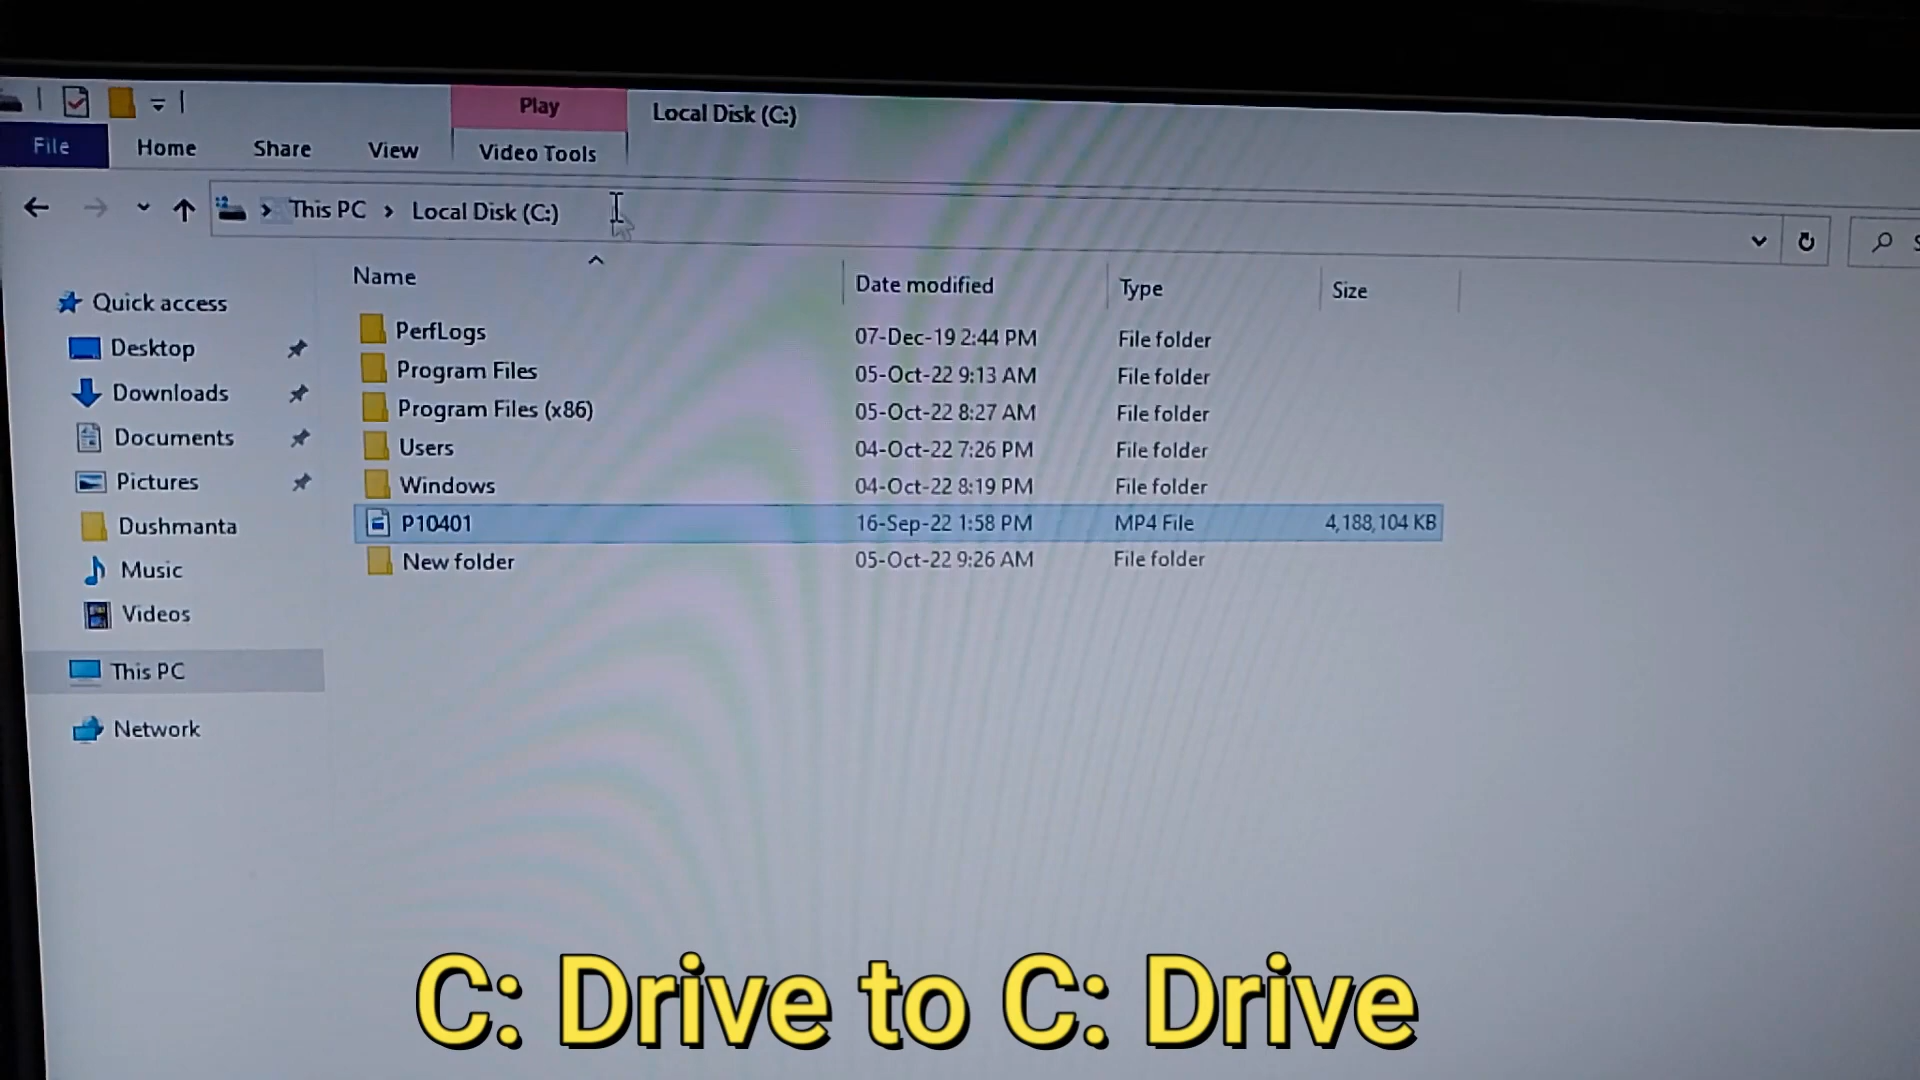 Play
Local Disk (C:)
File
Home
Share
View
Video Tools
This PC
Local Disk (C:)
Name
Date modified
Type
Size
Quick access
Desktop
Downloads
Documents
Pictures
Dushmanta
Music
Videos
This PC
Network
PerfLogs 07-Dec-19 2:44 PM File folder
Program Files 05-Oct-22 9:13 AM File folder
Program Files (x86) 05-Oct-22 8:27 AM File folder
Users 04-Oct-22 7:26 PM File folder
Windows 04-Oct-22 8:19 PM File folder
P10401 16-Sep-22 1:58 PM MP4 File 4,188,104 KB
New folder 05-Oct-22 9:26 AM File folder
C: Drive to C: Drive